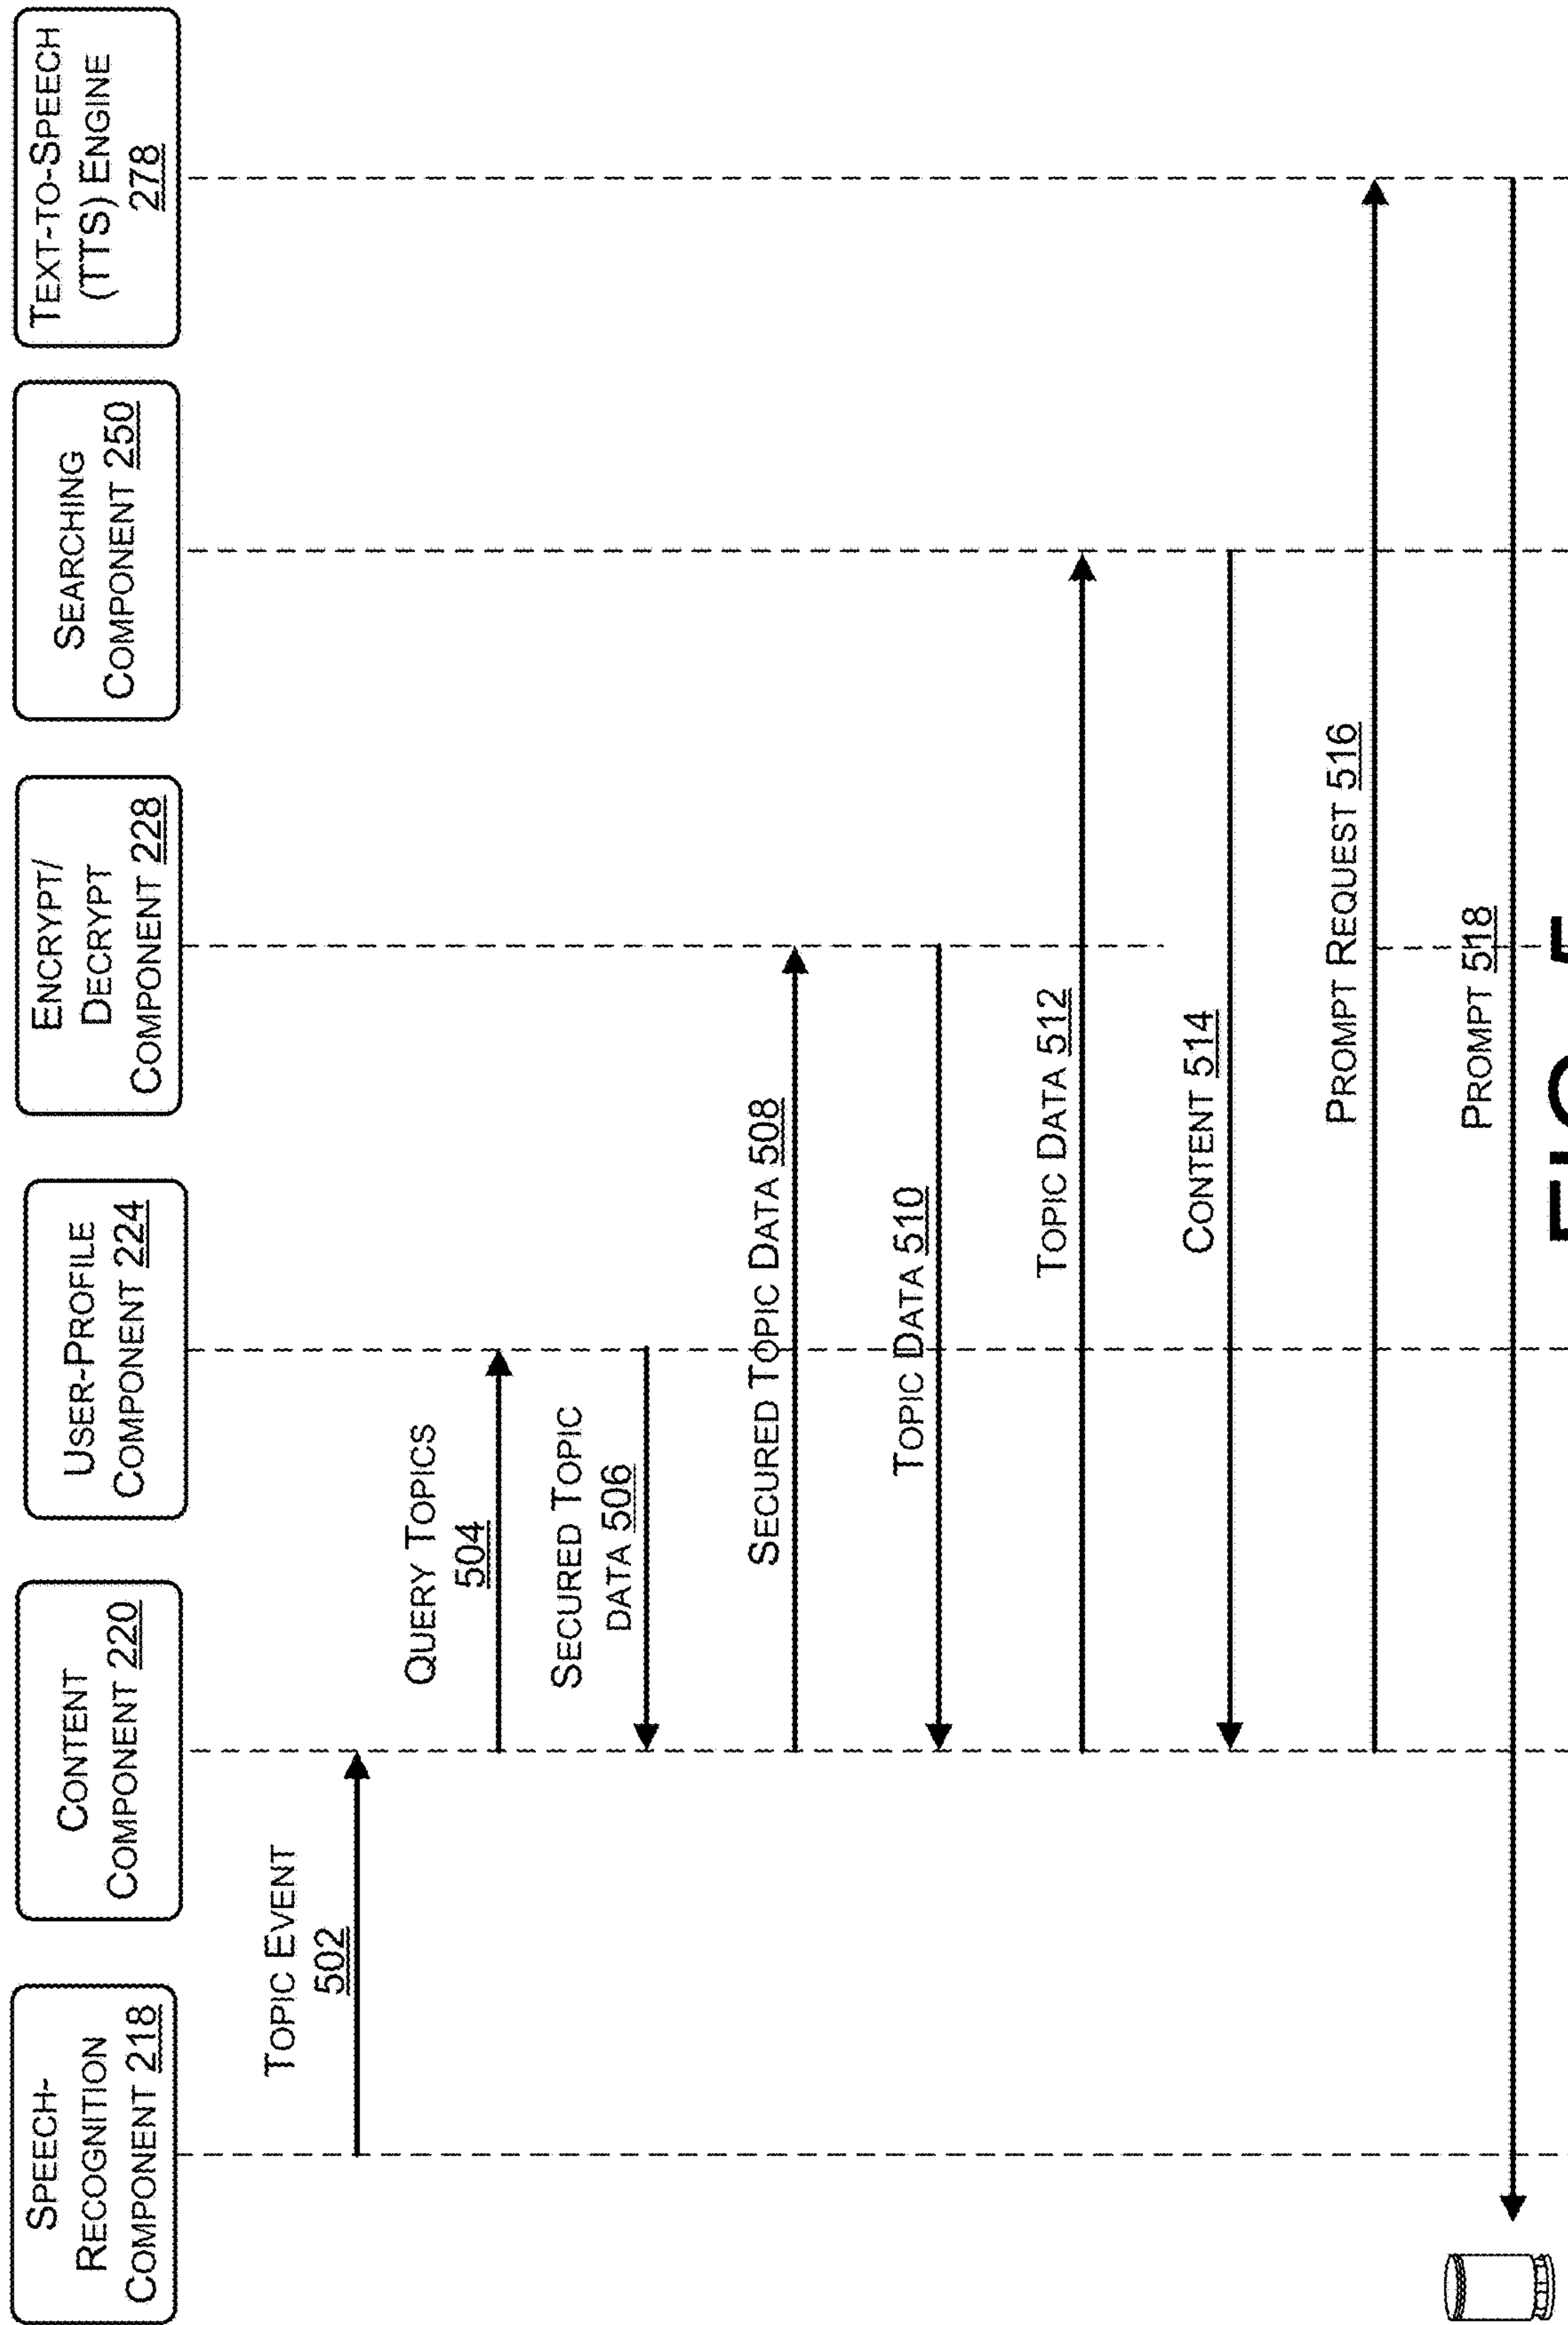 SPEECH-
RECOGNITION
COMPONENT 218
CONTENT
COMPONENT 220
USER-PROFILE
COMPONENT 224
ENCRYPT/
DECRYPT
COMPONENT 228
SEARCHING
COMPONENT 250
TEXT-TO-SPEECH
(TTS) ENGINE
278
TOPIC EVENT
502
QUERY TOPICS
504
SECURED TOPIC
DATA 506
SECURED TOPIC DATA 508
TOPIC DATA 510
TOPIC DATA 512
CONTENT 514
PROMPT REQUEST 516
PROMPT 518